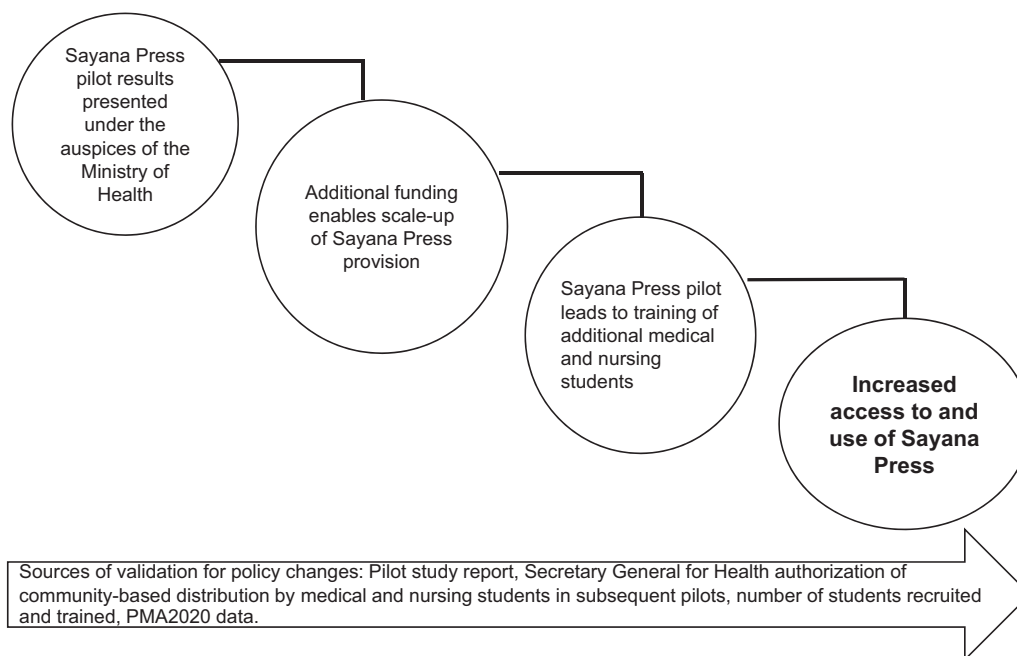 Sayana Press
pilot results
presented
under the
auspices of the
Ministry of
Health
Additional funding
enables scale-up
of Sayana Press
provision
Sayana Press pilot
leads to training of
additional medical
and nursing
students
Increased
access to and
use of Sayana
Press
Sources of validation for policy changes: Pilot study report, Secretary General for Health authorization of
community-based distribution by medical and nursing students in subsequent pilots, number of students recruited
and trained, PMA2020 data.